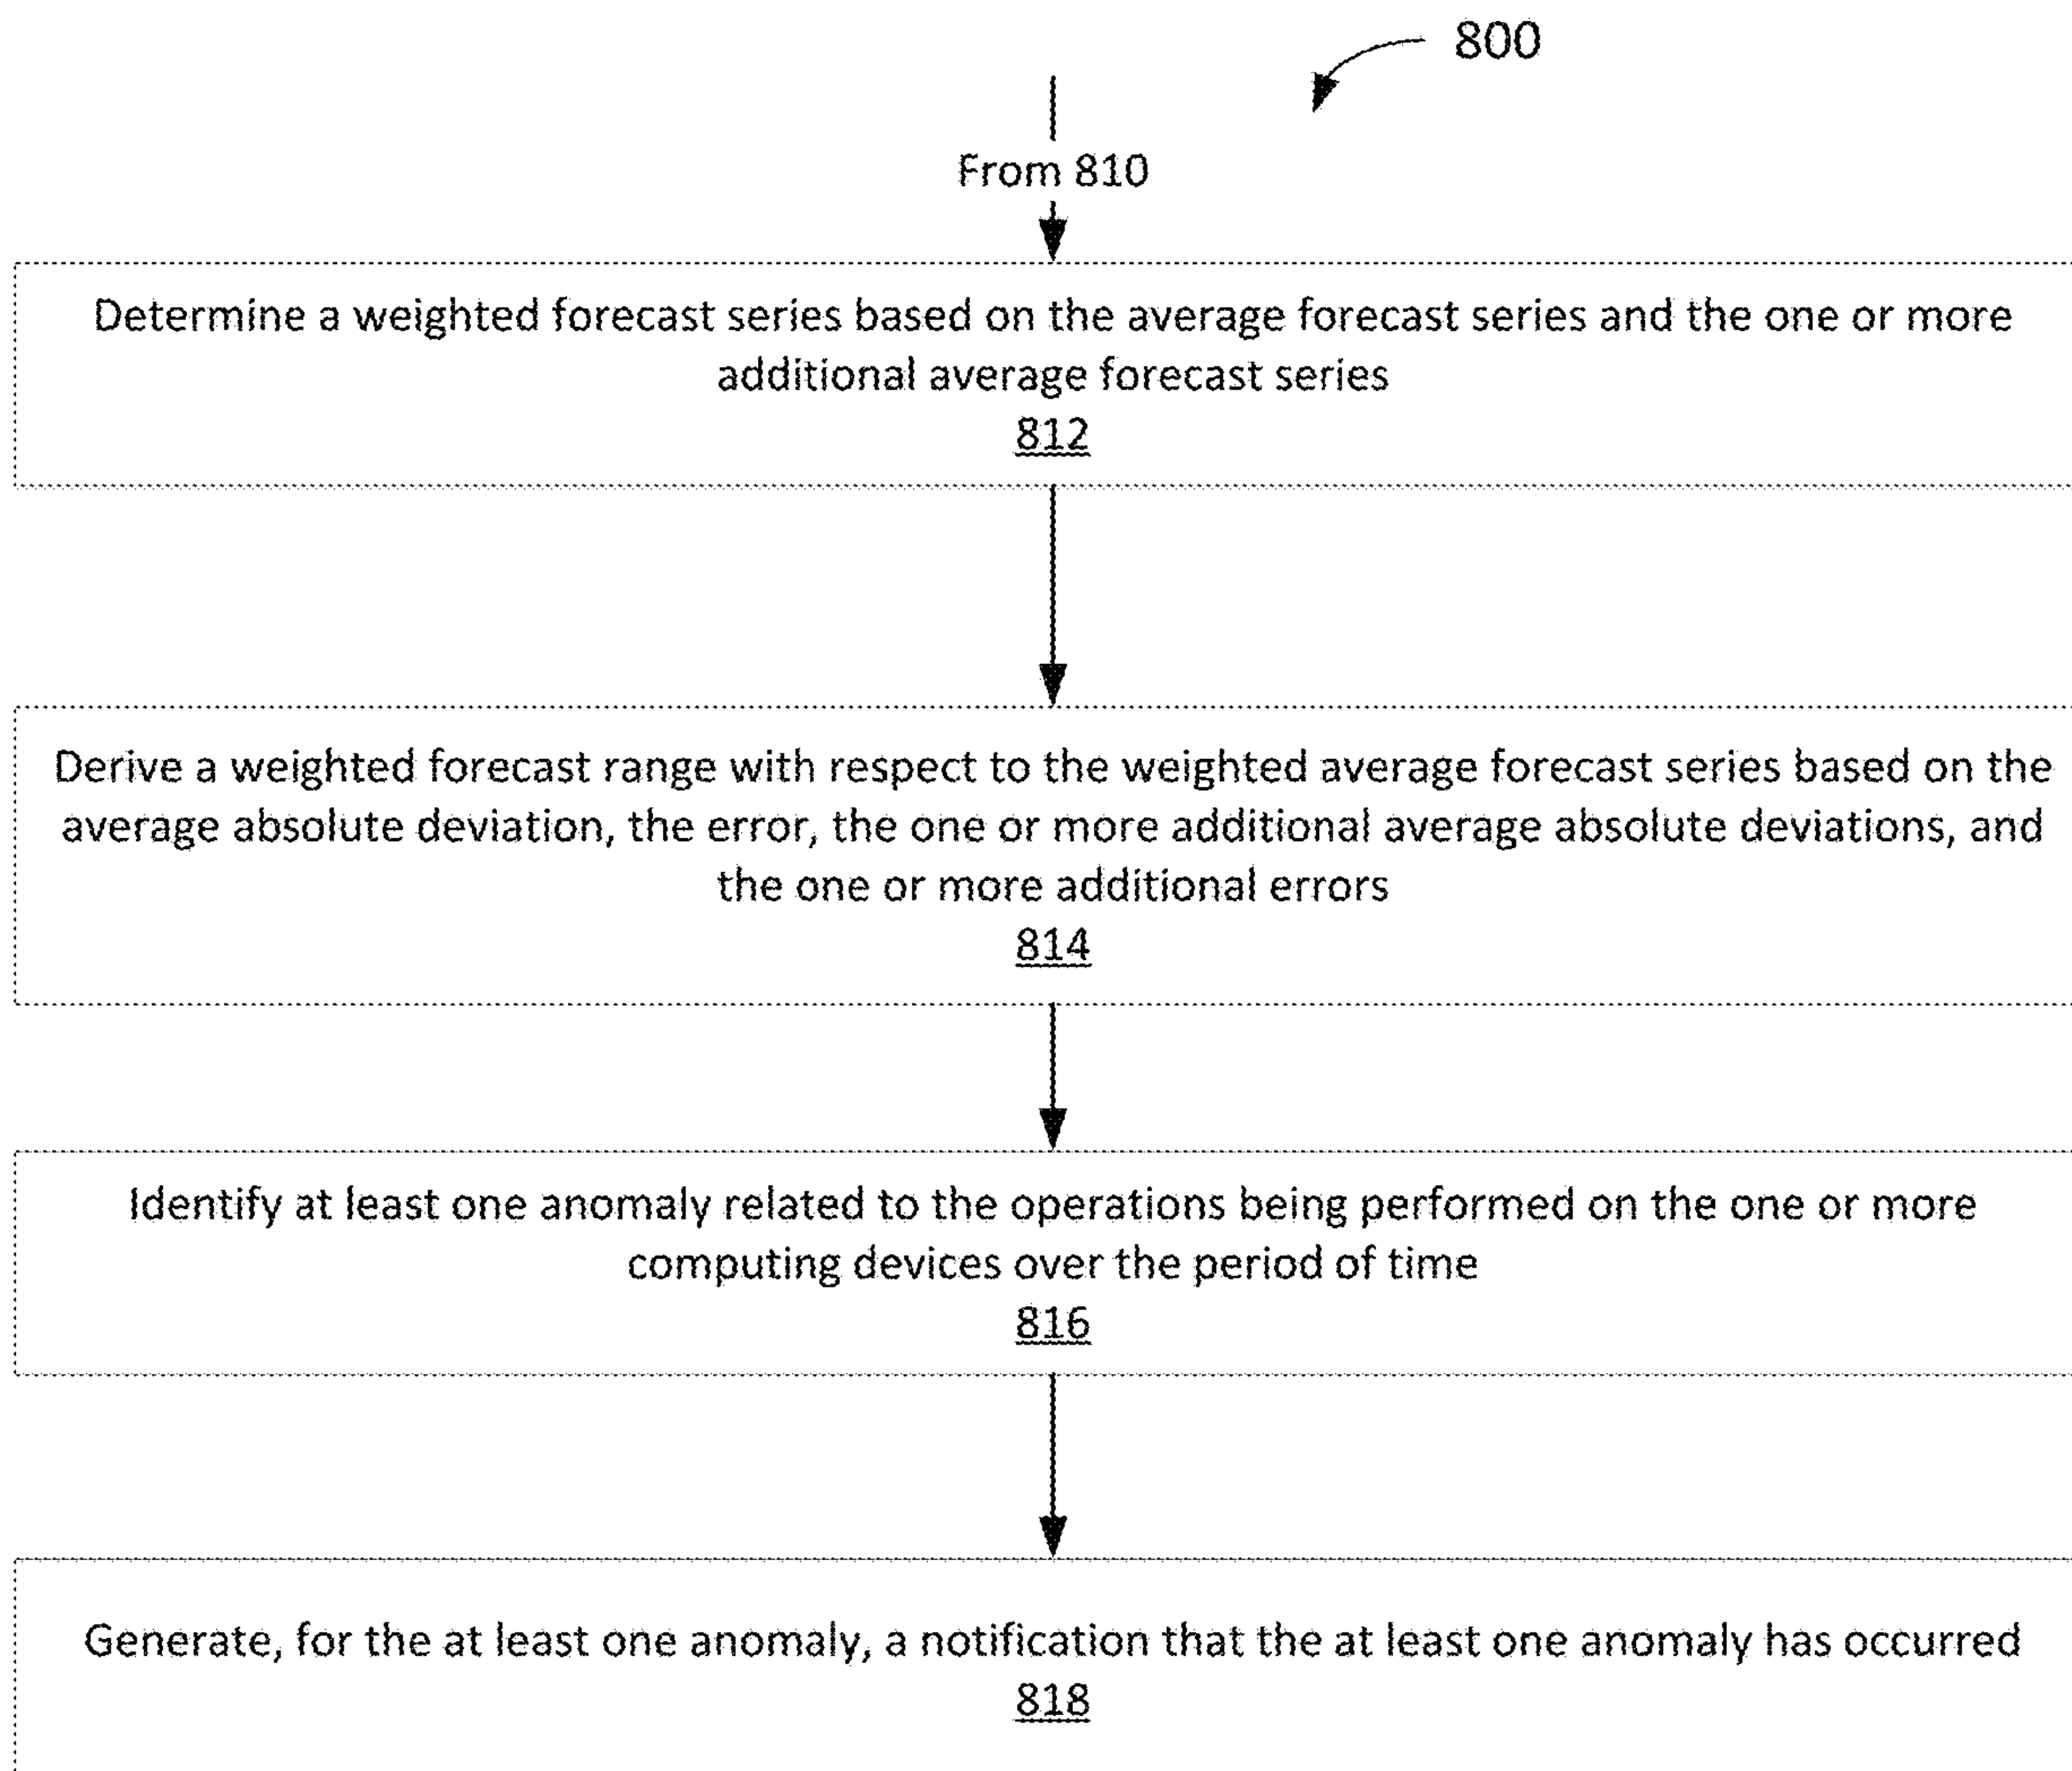 800
From 810
Determine a weighted forecast series based on the average forecast series and the one or more
additional average forecast series
812
Derive a weighted forecast range with respect to the weighted average forecast series based on the
average absolute deviation, the error, the one or more additional average absolute deviations, and
the one or more additional errors
814
Identify at least one anomaly related to the operations being performed on the one or more
computing devices over the period of time
816
Generate, for the at least one anomaly, a notification that the at least one anomaly has occurred
818